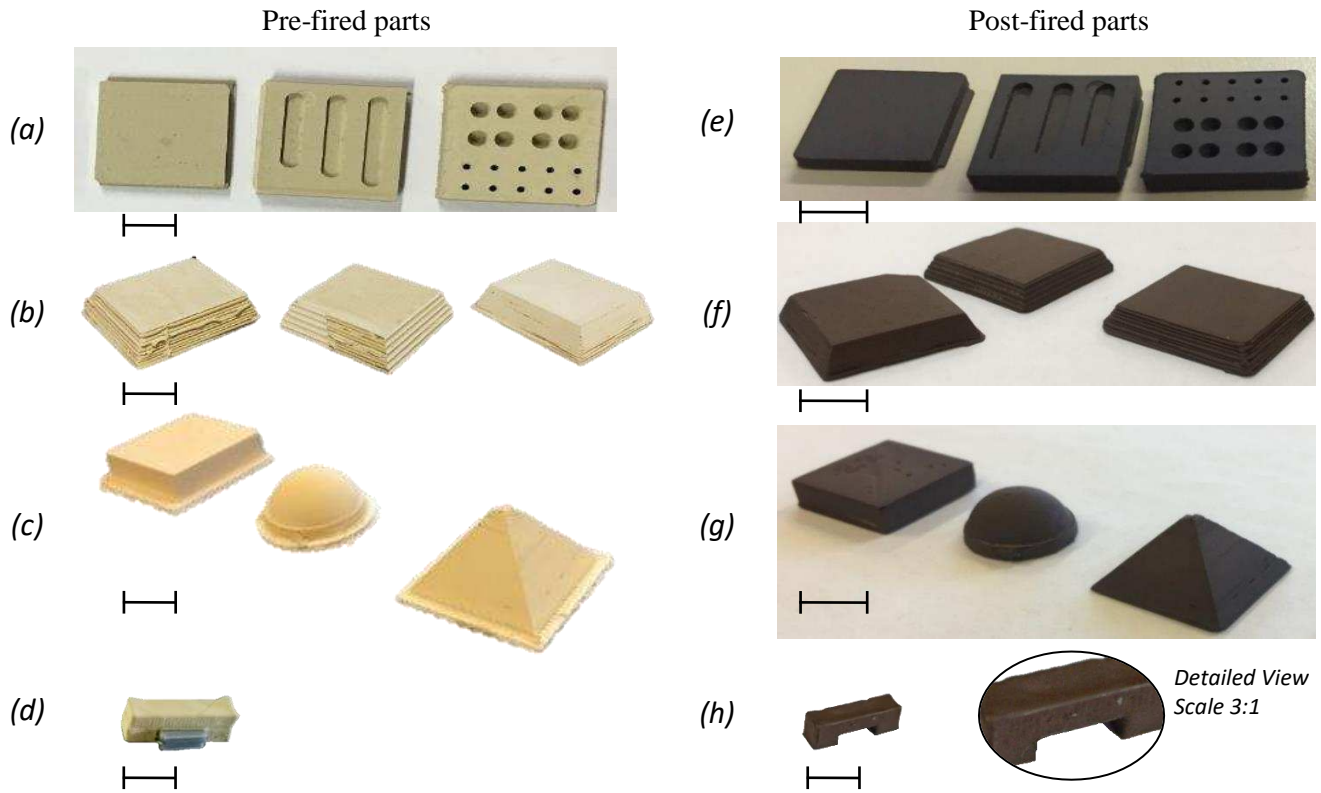 Pre-fired parts
Post-fired parts
(a)
(e)
(b)
(f)
(c)
(g)
(d)
(h)
Detailed View
Scale 3:1